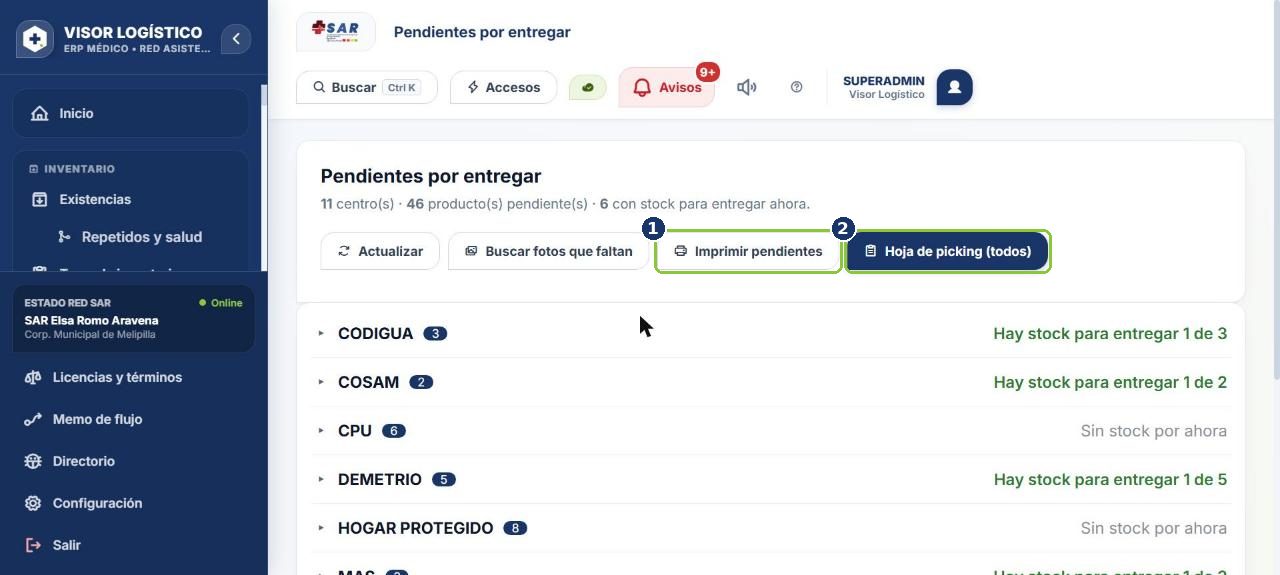 VISOR LOGÍSTICO
ERP MÉDICO • RED ASISTE...
Inicio
INVENTARIO
Existencias
Repetidos y salud
ESTADO RED SAR
Online
SAR Elsa Romo Aravena
Corp. Municipal de Melipilla
Licencias y términos
Memo de flujo
Directorio
Configuración
Salir
SAR
Pendientes por entregar
Buscar Ctrl K
Accesos
Avisos
9+
SUPERADMIN
Visor Logístico
Pendientes por entregar
11 centro(s) · 46 producto(s) pendiente(s) · 6 con stock para entregar ahora.
1
2
Actualizar
Buscar fotos que faltan
Imprimir pendientes
Hoja de picking (todos)
CODIGUA 3 Hay stock para entregar 1 de 3
COSAM 2 Hay stock para entregar 1 de 2
CPU 6 Sin stock por ahora
DEMETRIO 5 Hay stock para entregar 1 de 5
HOGAR PROTEGIDO 8 Sin stock por ahora